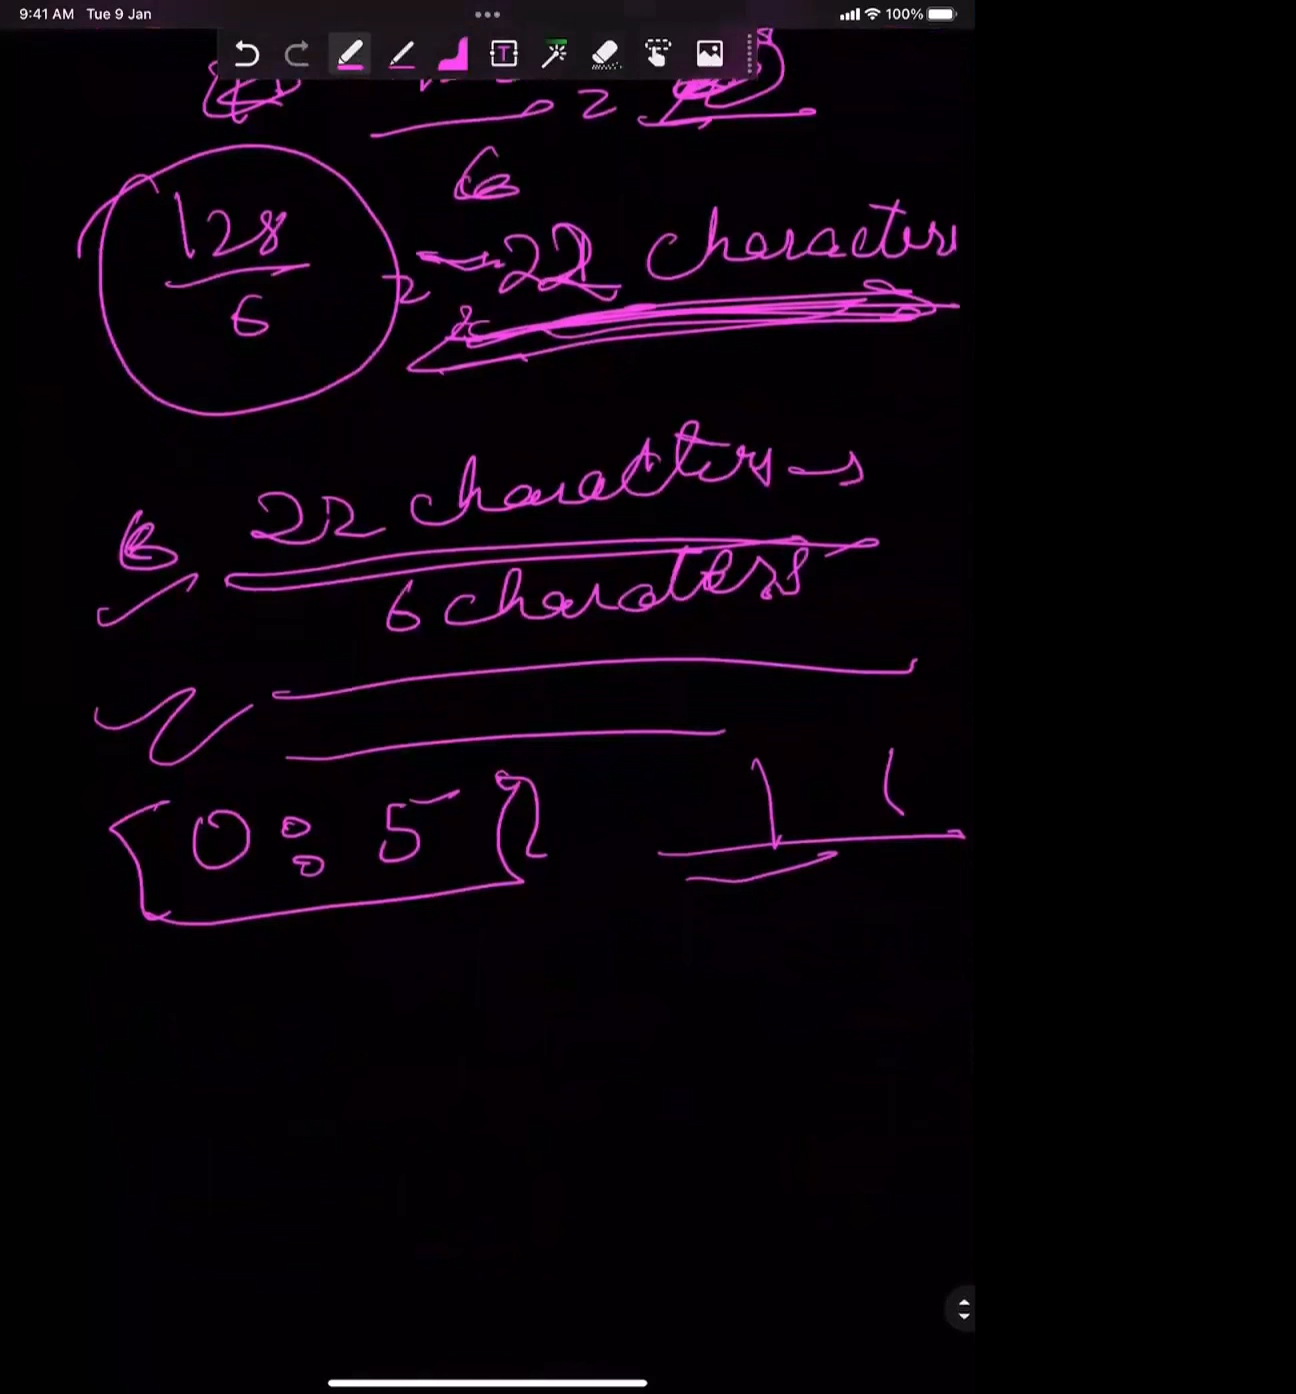 9:41 AM Tue 9 Jan 100%
T
2
6
128
6
22 characters
22 characters
6 characters
[0:5]